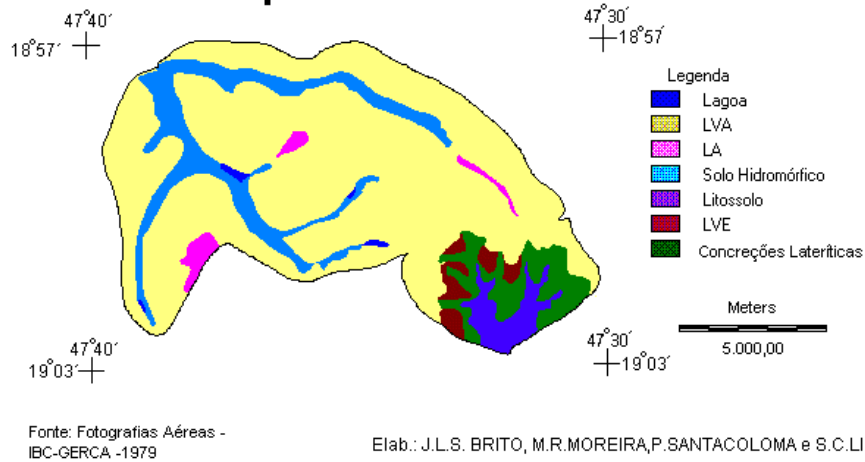 47°40´
18°57´
47°30´
18°57´
Legenda
Lagoa
LVA
LA
Solo Hidromórfico
Litossolo
LVE
Concreções Lateríticas
Meters
5.000,00
47°40´
19°03´
47°30´
19°03´
Fonte: Fotografias Aéreas -
IBC-GERCA -1979
Elab.: J.L.S. BRITO, M.R.MOREIRA,P.SANTACOLOMA e S.C.LI